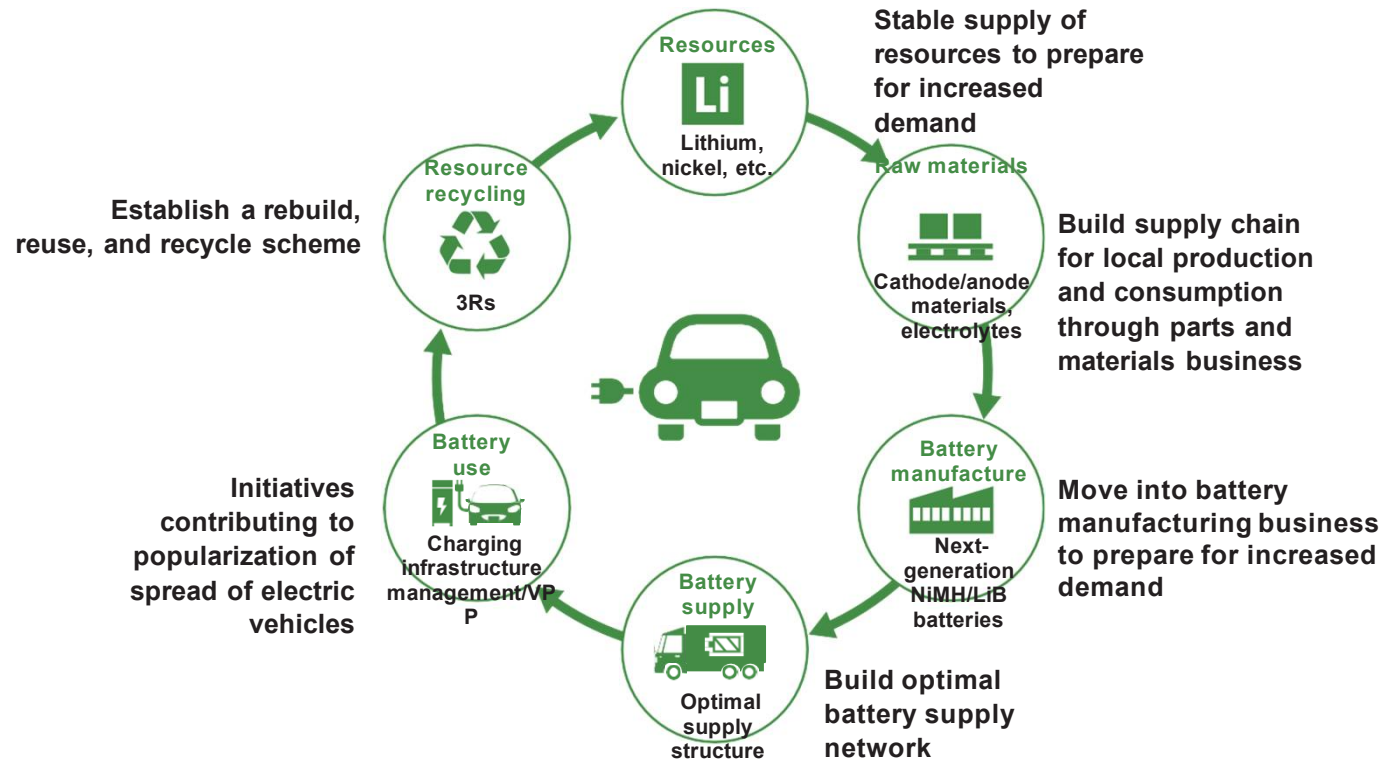 Resources
Li
Lithium,
nickel, etc.
Stable supply of
resources to prepare
for increased
demand
Raw materials
Cathode/anode
materials,
electrolytes
Build supply chain
for local production
and consumption
through parts and
materials business
Battery
manufacture
Next-
generation
NiMH/LiB
batteries
Move into battery
manufacturing business
to prepare for increased
demand
Battery
supply
Optimal
supply
structure
Build optimal
battery supply
network
Battery
use
Charging
infrastructure
management/VP
P
Initiatives
contributing to
popularization of
spread of electric
vehicles
Resource
recycling
3Rs
Establish a rebuild,
reuse, and recycle scheme